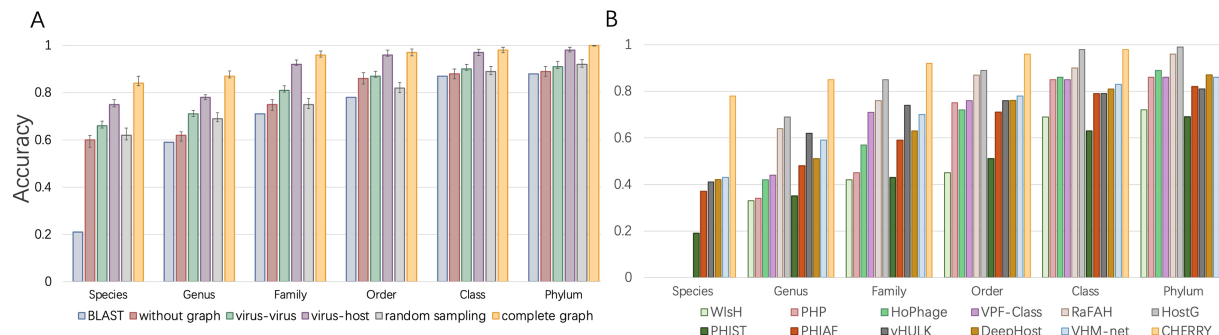 A
Accuracy
1
0.8
0.6
0.4
0.2
0
Species Genus Family Order Class Phylum
BLAST without graph virus-virus virus-host random sampling complete graph
B
1
0.8
0.6
0.4
0.2
0
Species Genus Family Order Class Phylum
WIsH PHP HoPhage VPF-Class RaFAH HostG
PHIST PHIAF vHULK DeepHost VHM-net CHERRY